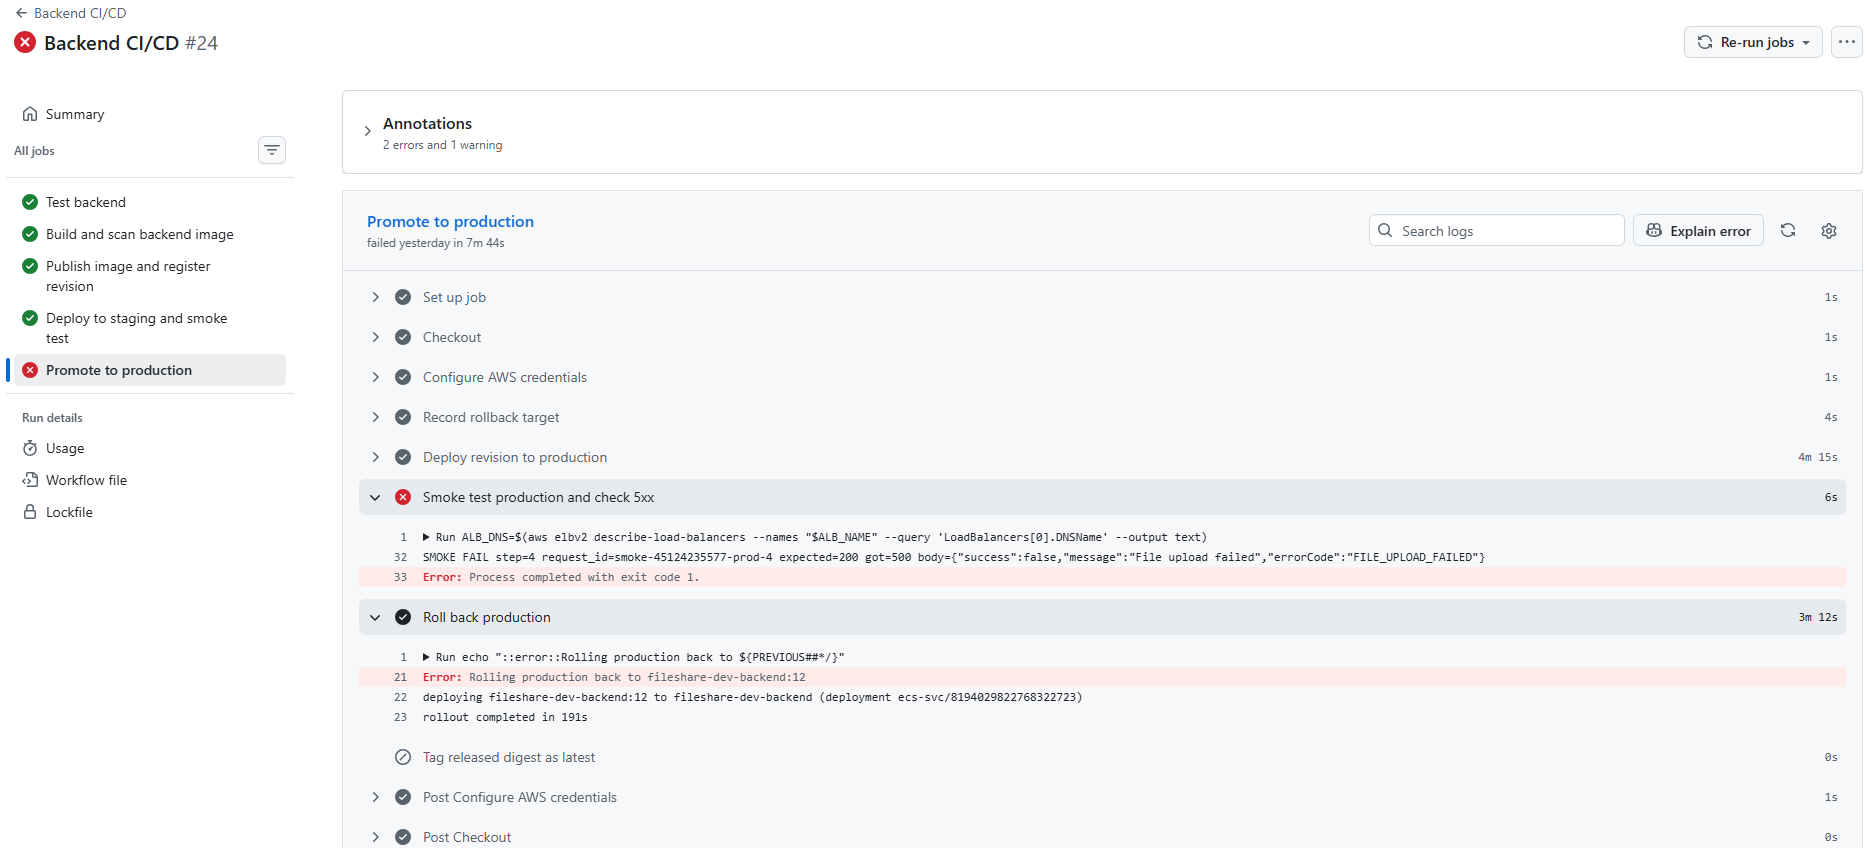 Backend CI/CD
Backend CI/CD #24
Re-run jobs
Summary
All jobs
Test backend
Build and scan backend image
Publish image and register
revision
Deploy to staging and smoke
test
Promote to production
Run details
Usage
Workflow file
Lockfile
Annotations
2 errors and 1 warning
Promote to production
failed yesterday in 7m 44s
Search logs
Explain error
Set up job 1s
Checkout 1s
Configure AWS credentials 1s
Record rollback target 4s
Deploy revision to production 4m 15s
Smoke test production and check 5xx 6s
1 Run ALB_DNS=$(aws elbv2 describe-load-balancers --names "$ALB_NAME" --query 'LoadBalancers[0].DNSName' --output text)
32 SMOKE FAIL step=4 request_id=smoke-45124235577-prod-4 expected=200 got=500 body={"success":false,"message":"File upload failed","errorCode":"FILE_UPLOAD_FAILED"}
33 Error: Process completed with exit code 1.
Roll back production 3m 12s
1 Run echo "::error::Rolling production back to ${PREVIOUS##*/}"
21 Error: Rolling production back to fileshare-dev-backend:12
22 deploying fileshare-dev-backend:12 to fileshare-dev-backend (deployment ecs-svc/8194029822768322723)
23 rollout completed in 191s
Tag released digest as latest 0s
Post Configure AWS credentials 1s
Post Checkout 0s